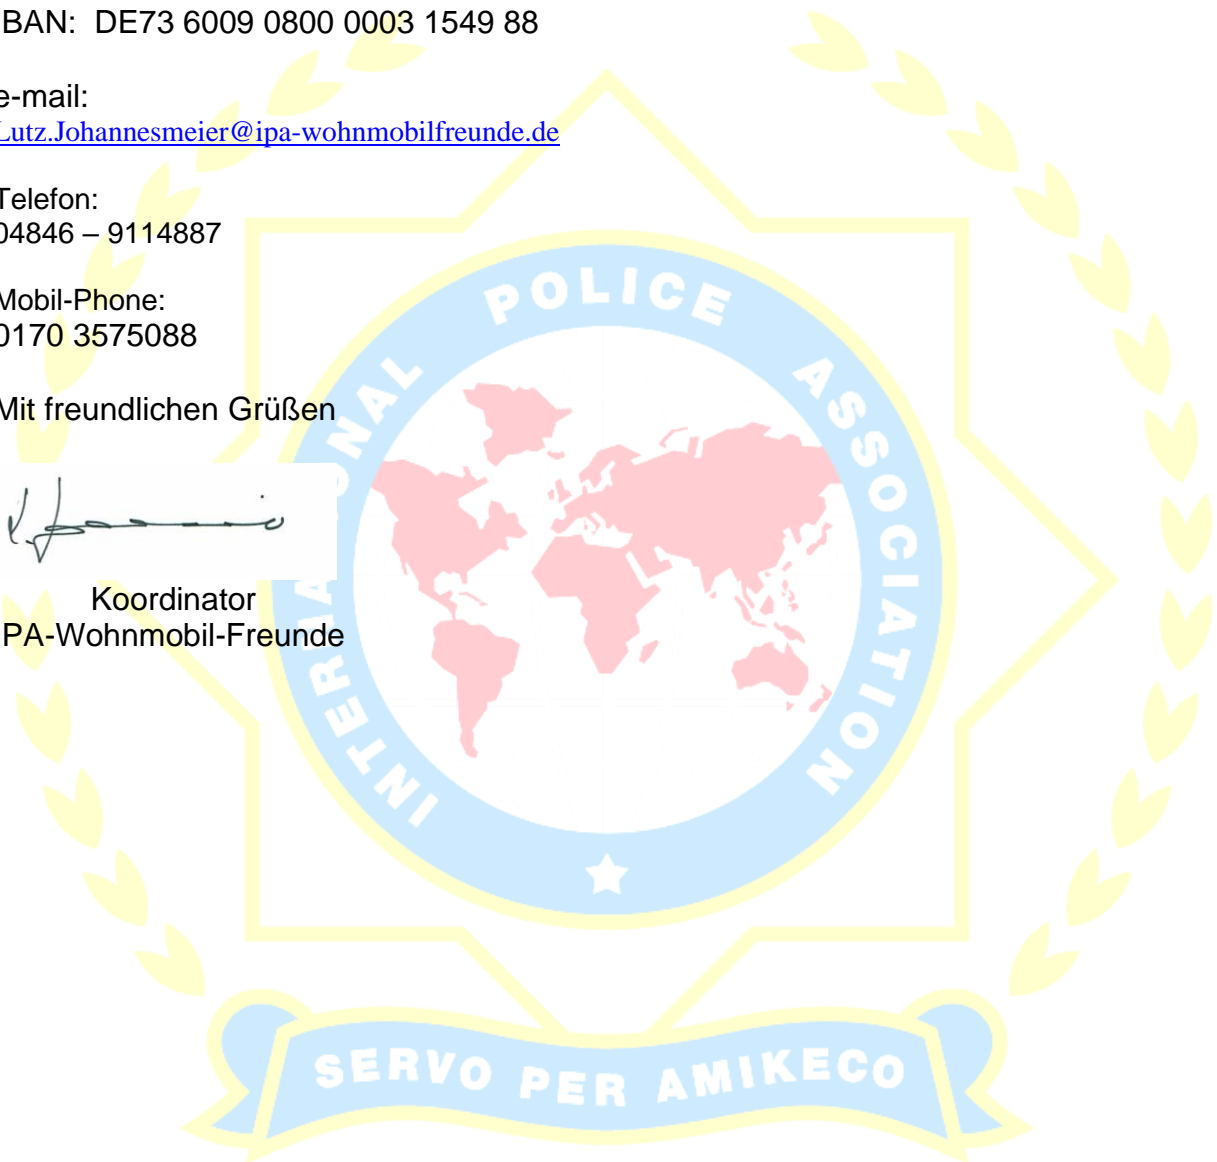 BAN: DE73 6009 0800 0003 1549 88
e-mail:
Lutz.Johannesmeier@ipa-wohnmobilfreunde.de
Telefon:
04846 – 9114887
Mobil-Phone:
0170 3575088
Mit freundlichen Grüßen
Koordinator
PA-Wohnmobil-Freunde
INTERNATIONAL POLICE ASSOCIATION
SERVO PER AMIKECO